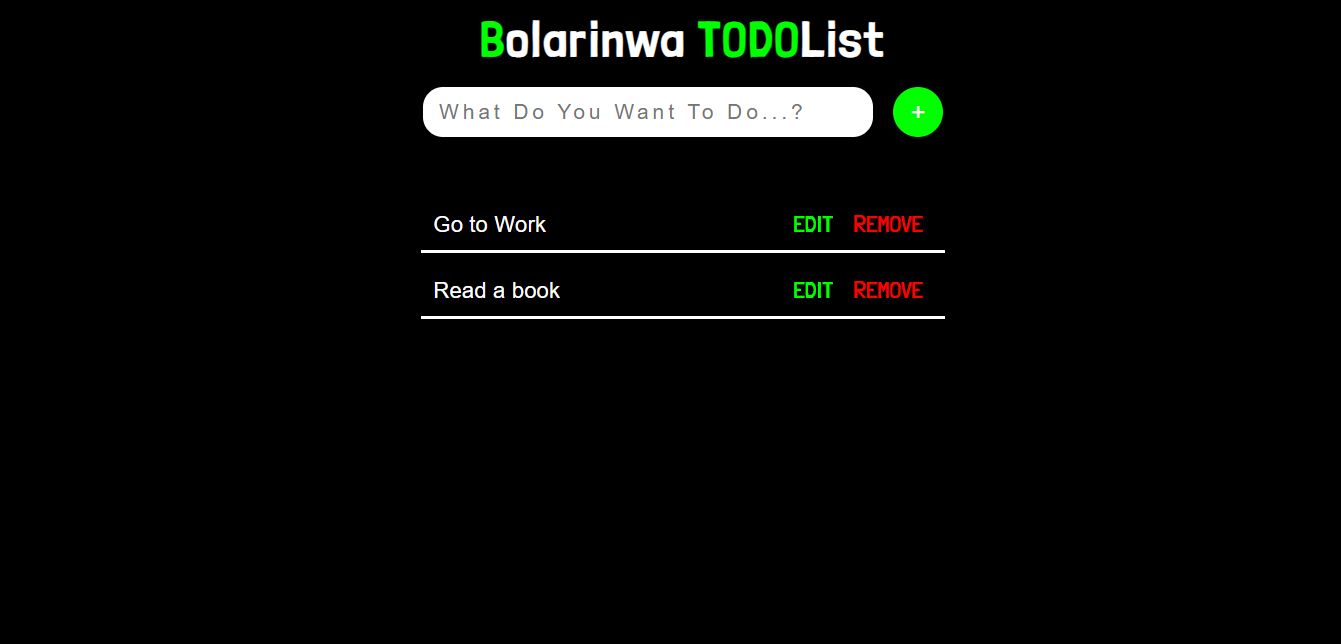 Bolarinwa TODOList
What Do You Want To Do...?
+
Go to Work EDIT REMOVE
Read a book EDIT REMOVE